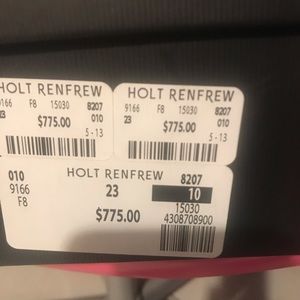 HOLT RENFREW
9166 F8 15030 8207
23 010
$775.00
5-13
HOLT RENFREW
9166 F8 15030 8207
23 010
$775.00
5-13
010 HOLT RENFREW 8207
9166 23 10
F8 15030
$775.00 4308708900